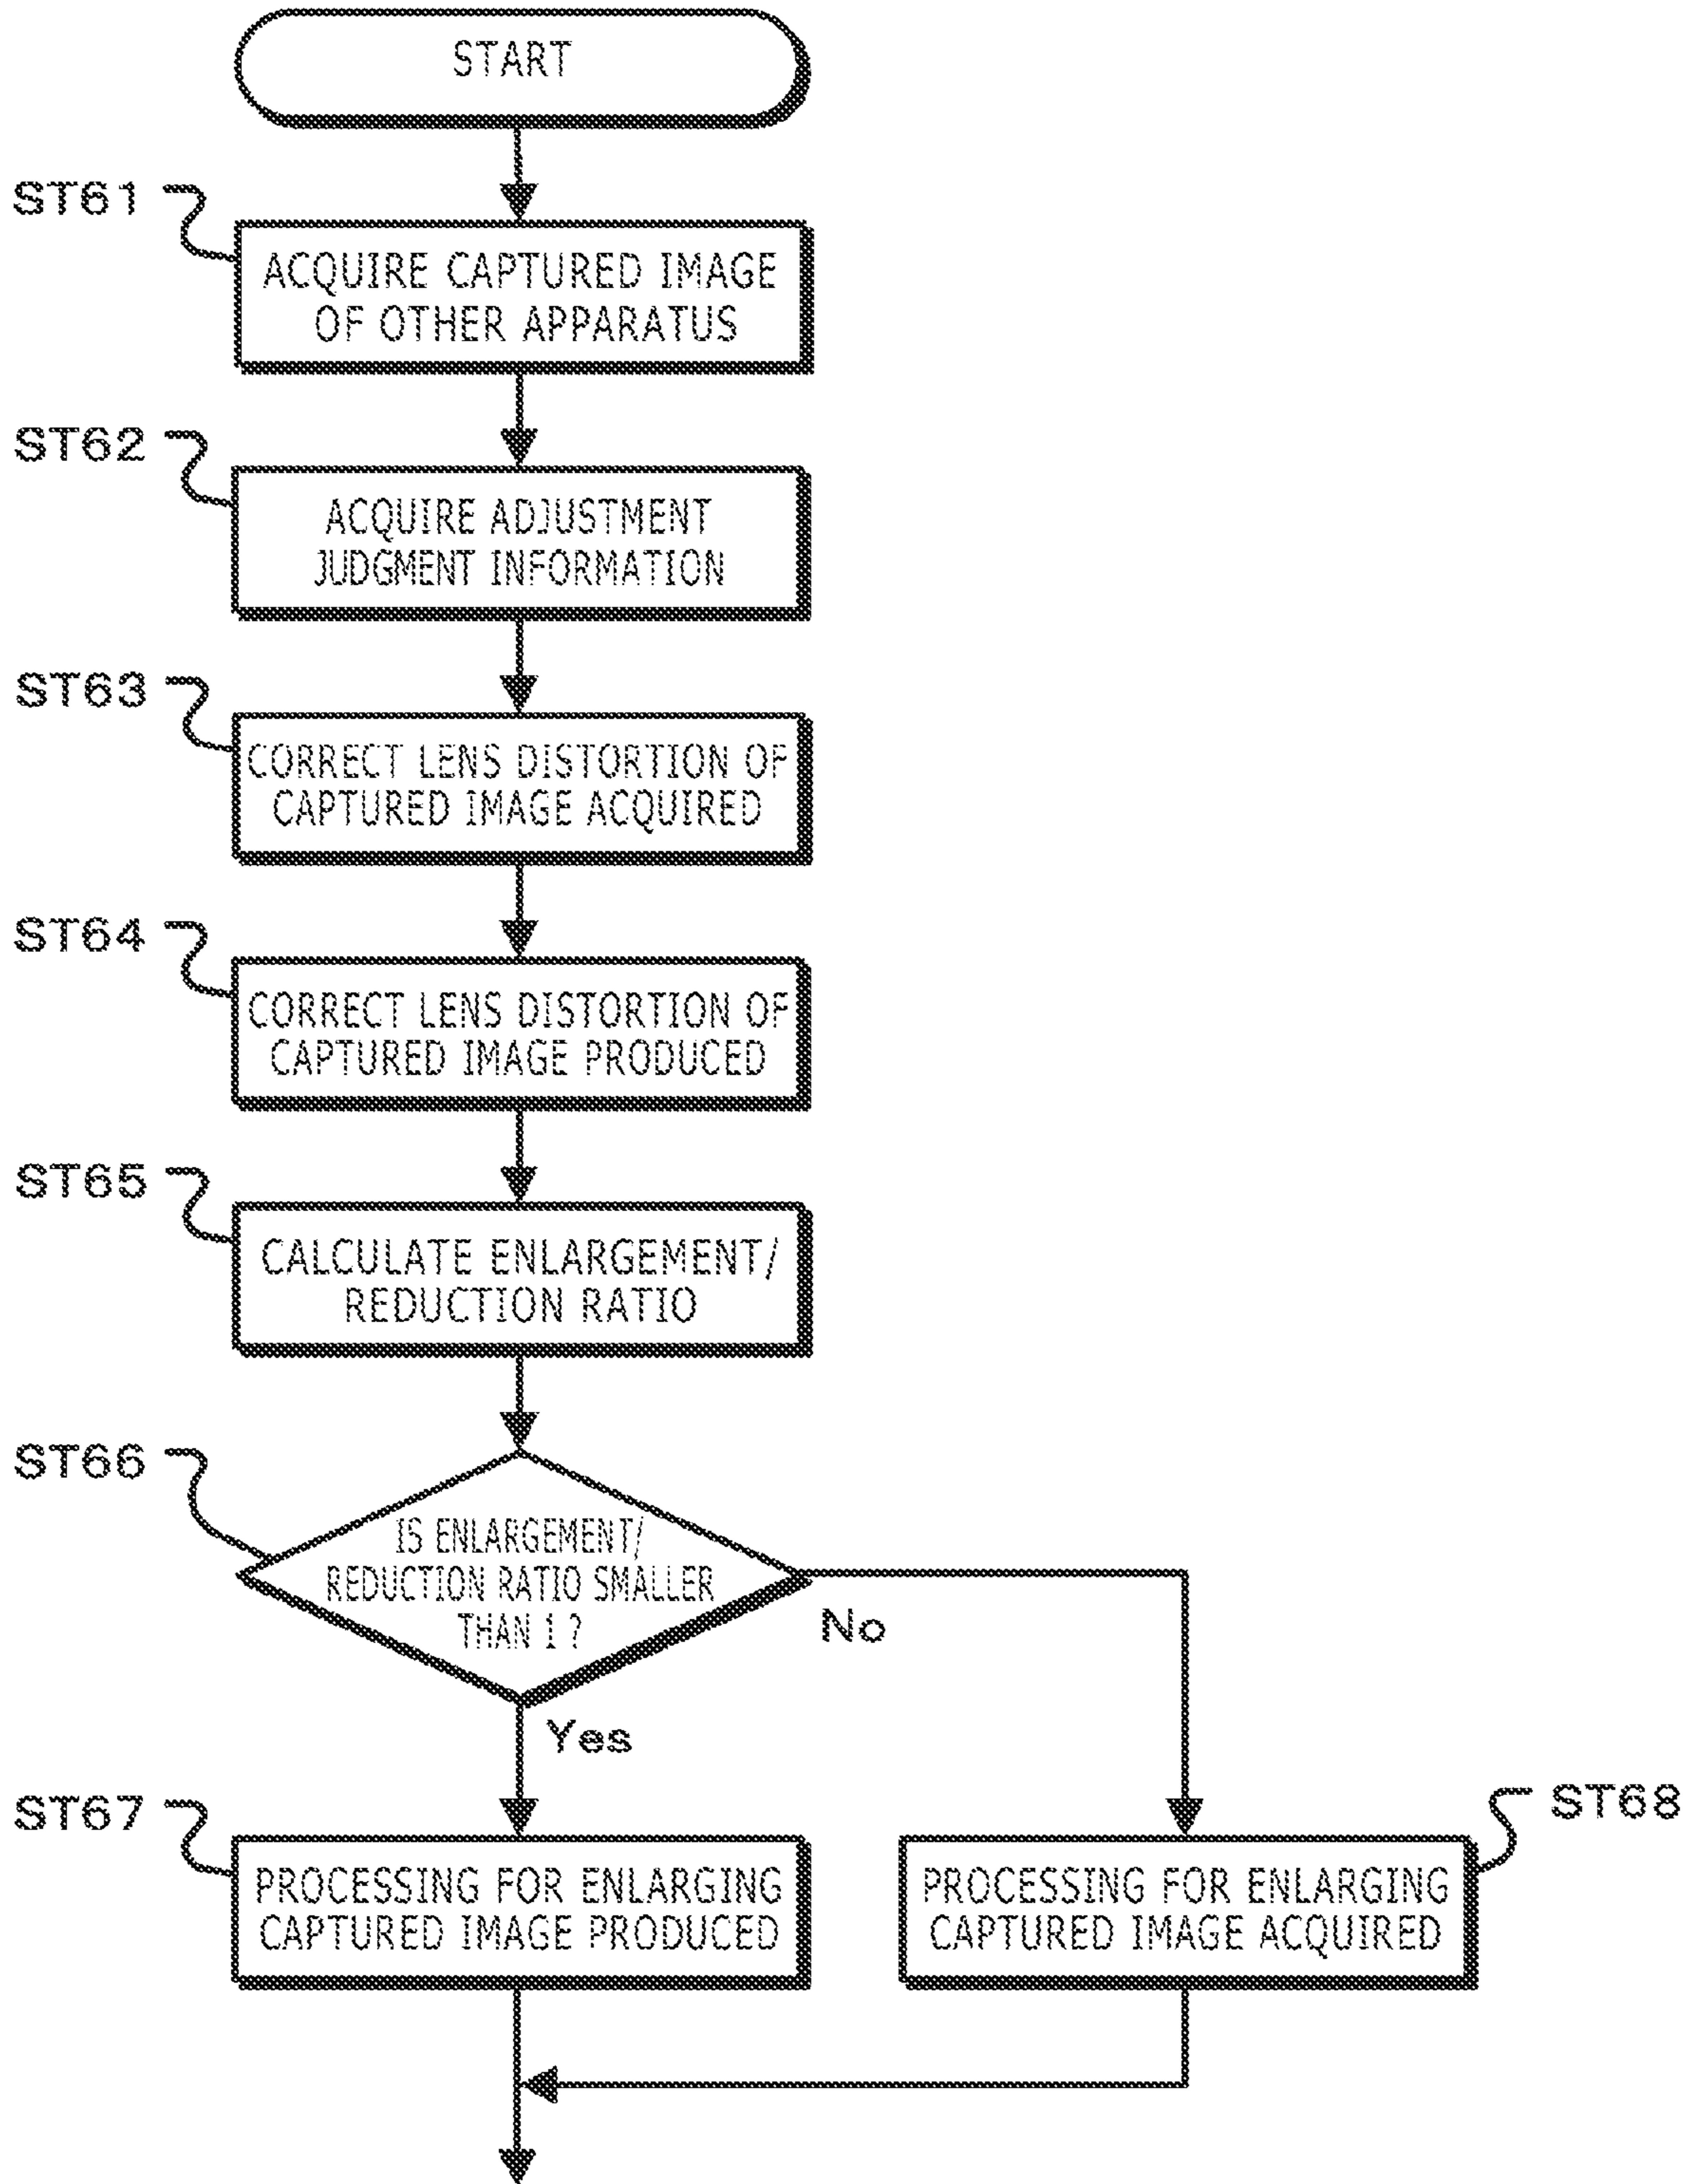 START
ST61
ACQUIRE CAPTURED IMAGE
OF OTHER APPARATUS
ST62
ACQUIRE ADJUSTMENT
JUDGMENT INFORMATION
ST63
CORRECT LENS DISTORTION OF
CAPTURED IMAGE ACQUIRED
ST64
CORRECT LENS DISTORTION OF
CAPTURED IMAGE PRODUCED
ST65
CALCULATE ENLARGEMENT/
REDUCTION RATIO
ST66
IS ENLARGEMENT/
REDUCTION RATIO SMALLER
THAN 1 ?
No
Yes
ST67
PROCESSING FOR ENLARGING
CAPTURED IMAGE PRODUCED
ST68
PROCESSING FOR ENLARGING
CAPTURED IMAGE ACQUIRED